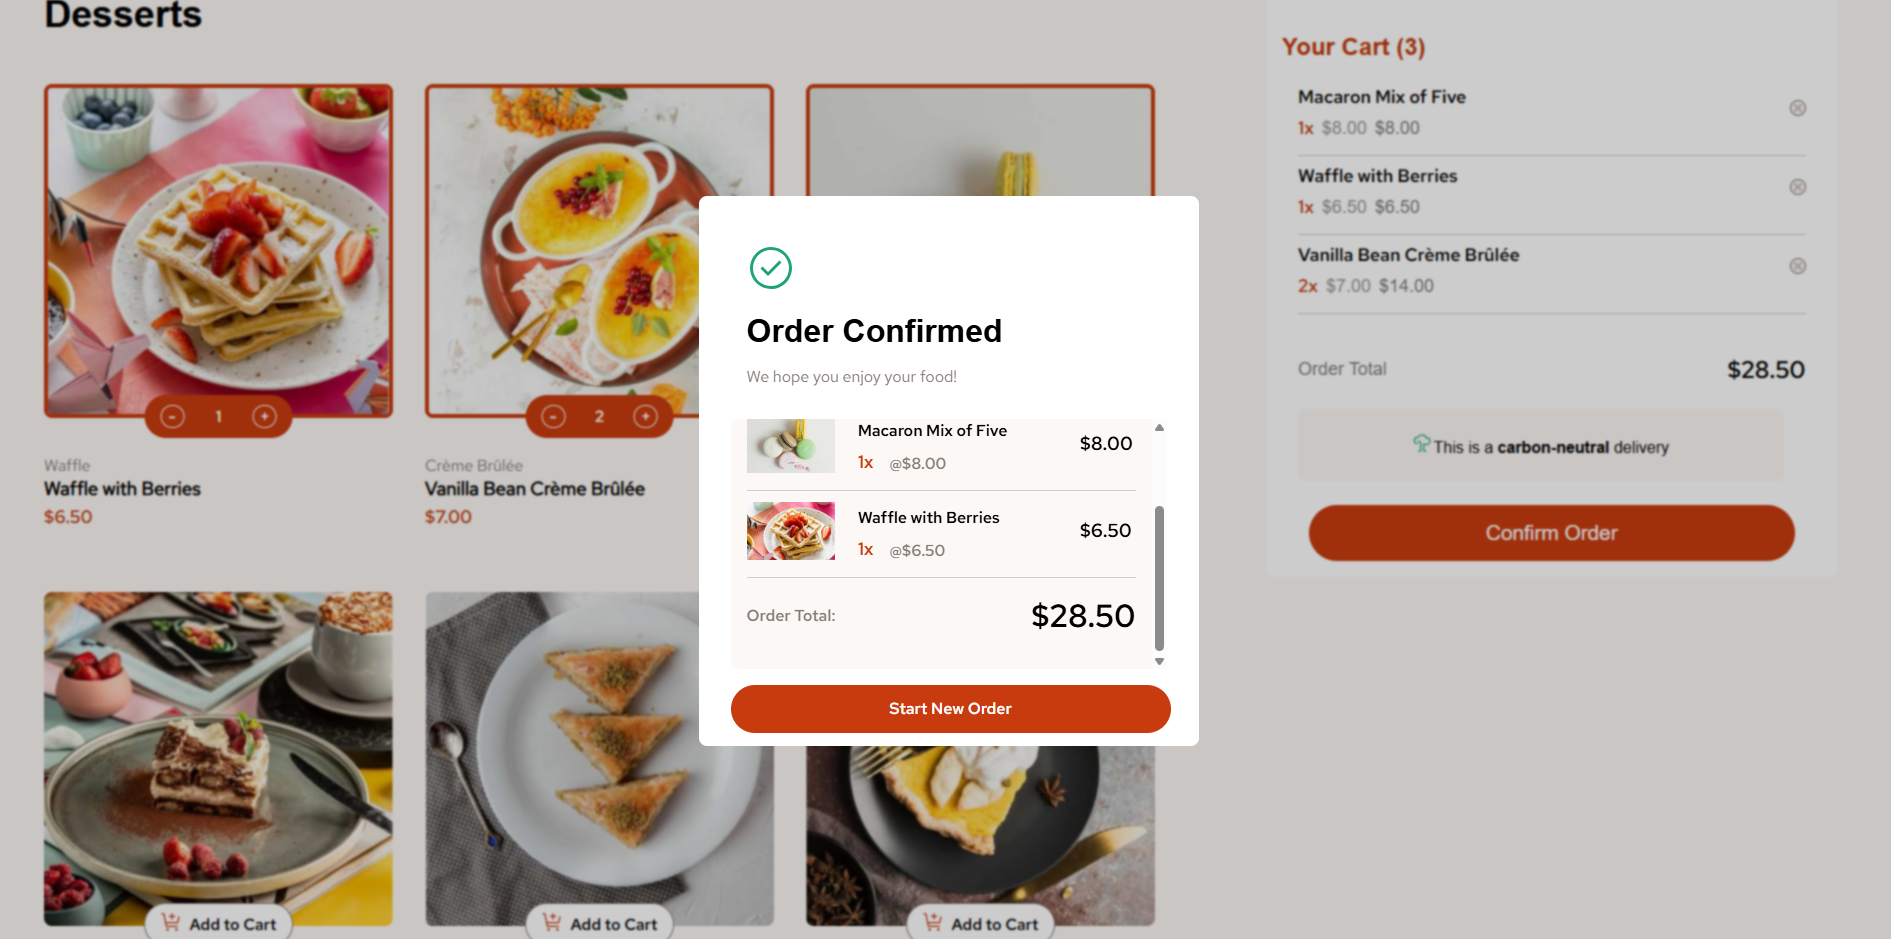 Desserts
- 1 +
Waffle
Waffle with Berries
$6.50
- 2 +
Crème Brûlée
Vanilla Bean Crème Brûlée
$7.00
Add to Cart
Add to Cart
Add to Cart
Order Confirmed
We hope you enjoy your food!
Macaron Mix of Five
1x @$8.00
$8.00
Waffle with Berries
1x @$6.50
$6.50
Order Total: $28.50
Start New Order
Your Cart (3)
Macaron Mix of Five
1x $8.00 $8.00
Waffle with Berries
1x $6.50 $6.50
Vanilla Bean Crème Brûlée
2x $7.00 $14.00
Order Total $28.50
This is a carbon-neutral delivery
Confirm Order